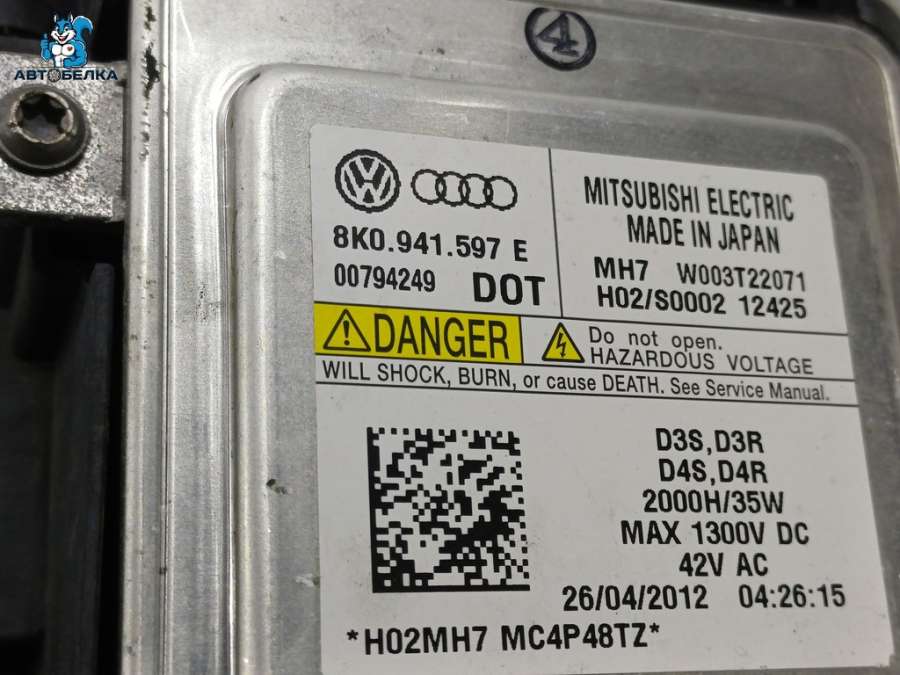 АВТОБЕЛКА
4
8K0.941.597 E
00794249 DOT
MITSUBISHI ELECTRIC
MADE IN JAPAN
MH7 W003T22071
H02/S0002 12425
DANGER
Do not open.
HAZARDOUS VOLTAGE
WILL SHOCK, BURN, or cause DEATH. See Service Manual.
D3S,D3R
D4S,D4R
2000H/35W
MAX 1300V DC
42V AC
26/04/2012 04:26:15
*H02MH7 MC4P48TZ*